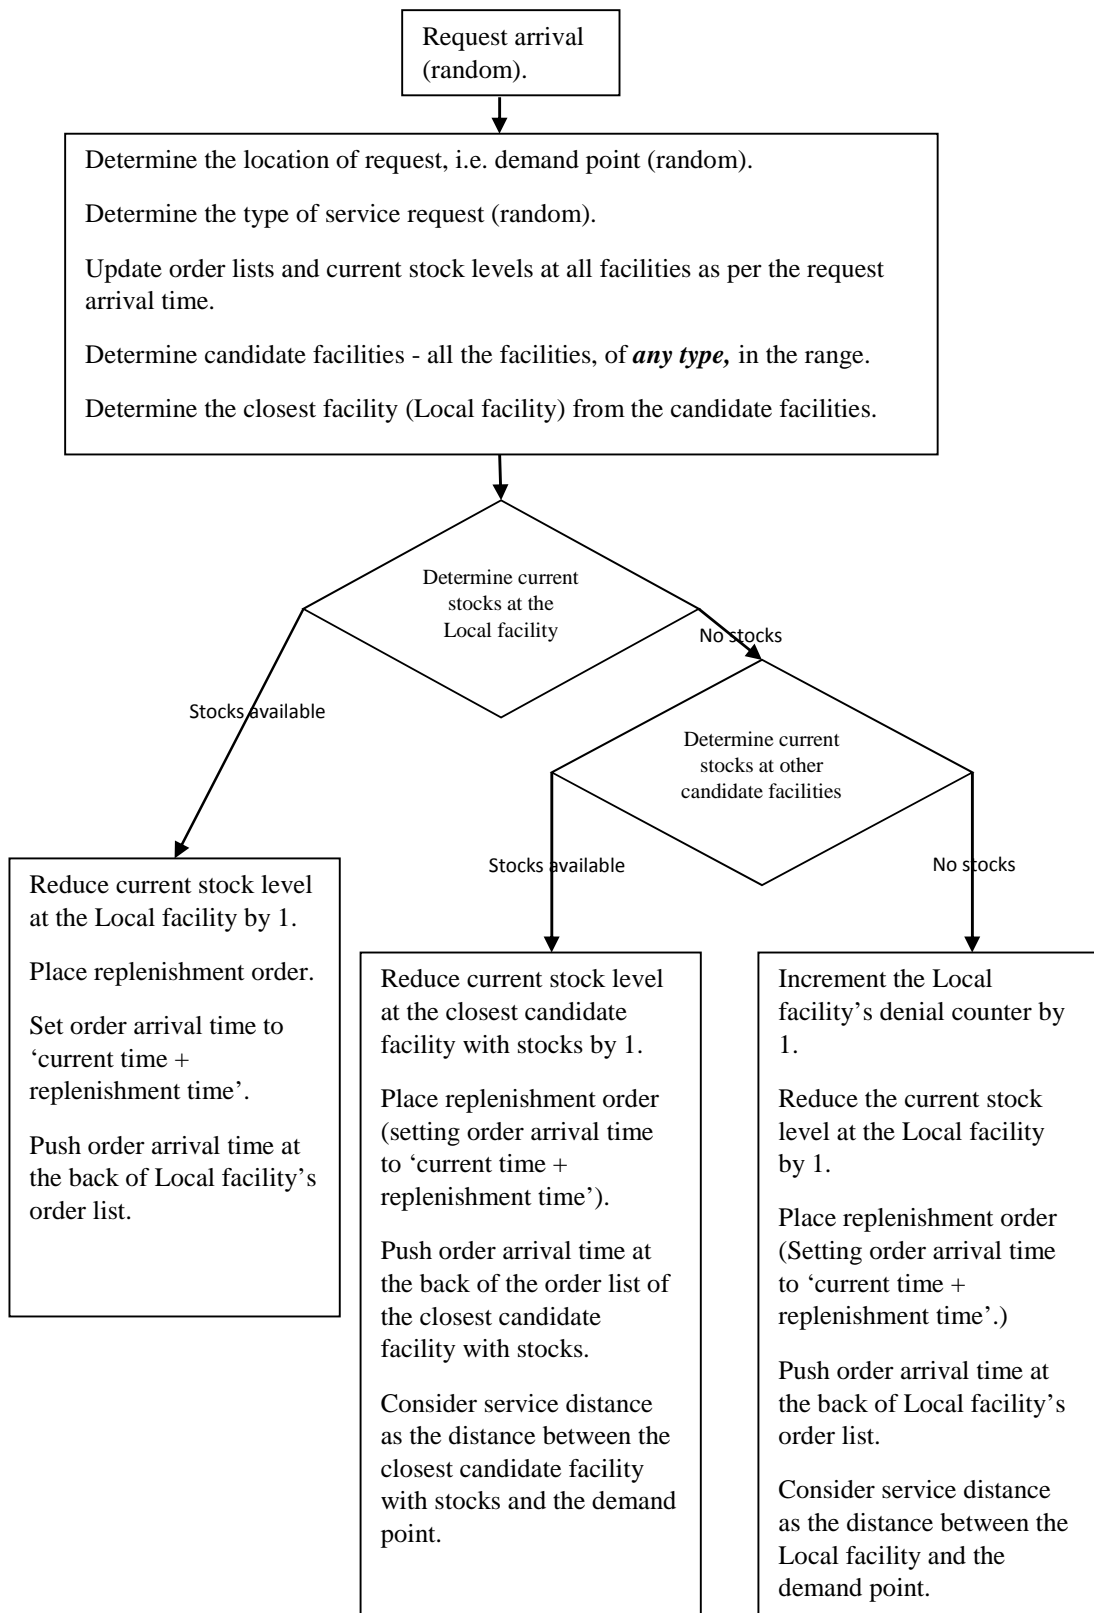 Request arrival
(random).
Determine the location of request, i.e. demand point (random).
Determine the type of service request (random).
Update order lists and current stock levels at all facilities as per the request
arrival time.
Determine candidate facilities - all the facilities, of any type, in the range.
Determine the closest facility (Local facility) from the candidate facilities.
Determine current
stocks at the
Local facility
No stocks
Stocks available
Determine current
stocks at other
candidate facilities
Stocks available
No stocks
Reduce current stock level
at the Local facility by 1.
Place replenishment order.
Set order arrival time to
‘current time +
replenishment time’.
Push order arrival time at
the back of Local facility’s
order list.
Reduce current stock level
at the closest candidate
facility with stocks by 1.
Place replenishment order
(setting order arrival time
to ‘current time +
replenishment time’).
Push order arrival time at
the back of the order list of
the closest candidate
facility with stocks.
Consider service distance
as the distance between the
closest candidate facility
with stocks and the demand
point.
Increment the Local
facility’s denial counter by
1.
Reduce the current stock
level at the Local facility
by 1.
Place replenishment order
(Setting order arrival time
to ‘current time +
replenishment time’.)
Push order arrival time at
the back of Local facility’s
order list.
Consider service distance
as the distance between the
Local facility and the
demand point.